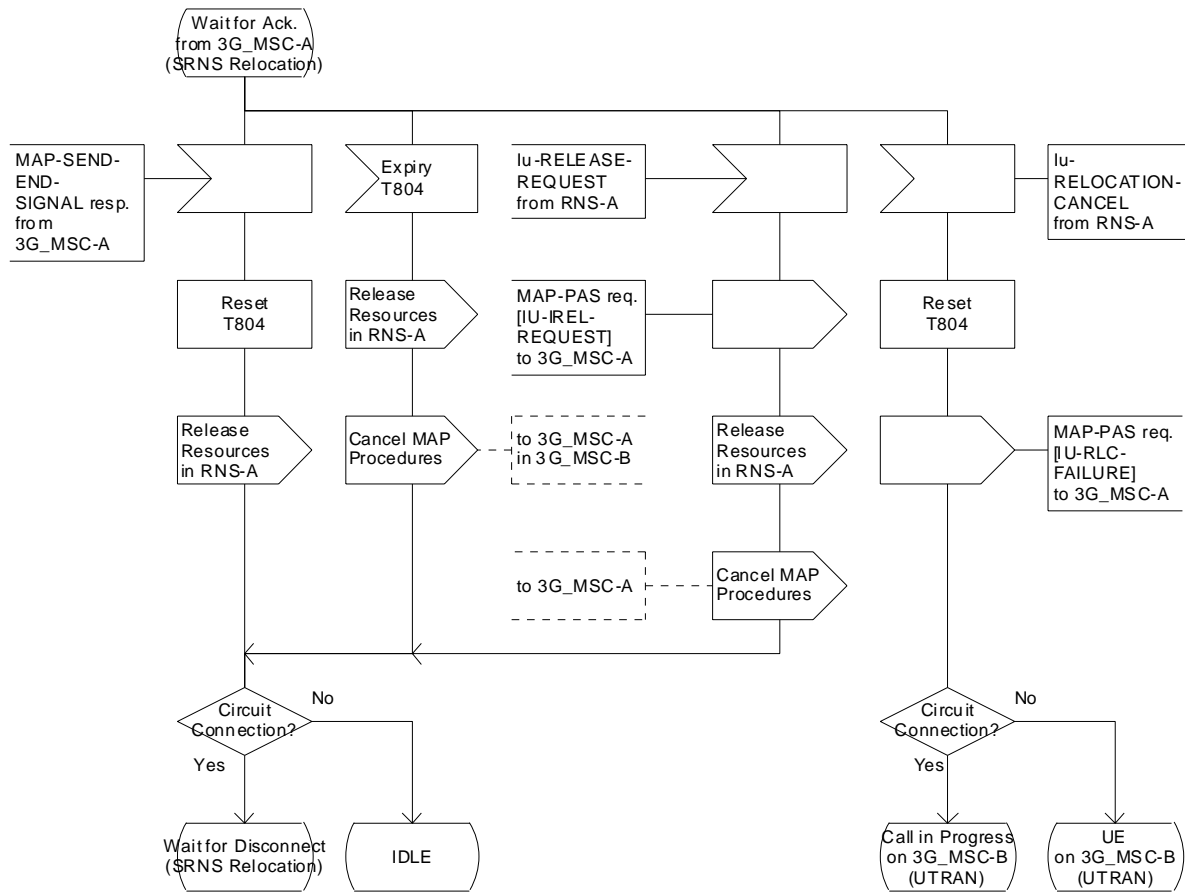 Wait for Ack.
from 3G_MSC-A
(SRNS Relocation)
MAP-SEND-
END-
SIGNAL resp.
from
3G_MSC-A
Expiry
T804
Iu-RELEASE-
REQUEST
from RNS-A
Iu-
RELOCATION-
CANCEL
from RNS-A
Reset
T804
Release
Resources
in RNS-A
MAP-PAS req.
[IU-IREL-
REQUEST]
to 3G_MSC-A
Reset
T804
Release
Resources
in RNS-A
Cancel MAP
Procedures
to 3G_MSC-A
in 3G_MSC-B
Release
Resources
in RNS-A
MAP-PAS req.
[IU-RLC-
FAILURE]
to 3G_MSC-A
to 3G_MSC-A
Cancel MAP
Procedures
Circuit
Connection?
No
Yes
Circuit
Connection?
No
Yes
Wait for Disconnect
(SRNS Relocation)
IDLE
Call in Progress
on 3G_MSC-B
(UTRAN)
UE
on 3G_MSC-B
(UTRAN)